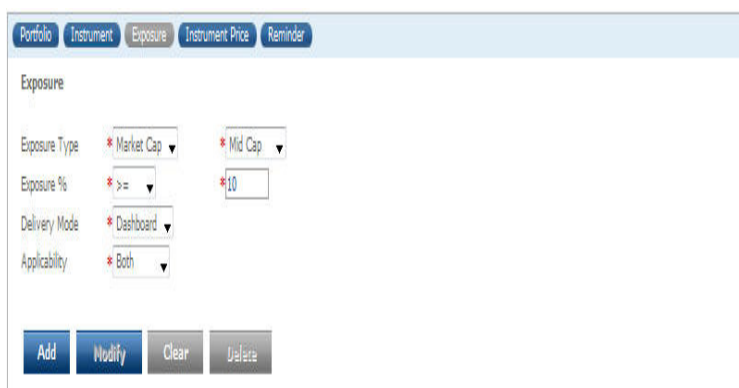 Portfolio Instrument Exposure Instrument Price Reminder
Exposure
Exposure Type * Market Cap * Mid Cap
Exposure % * >= * 10
Delivery Mode * Dashboard
Applicability * Both
Add Modify Clear Delete